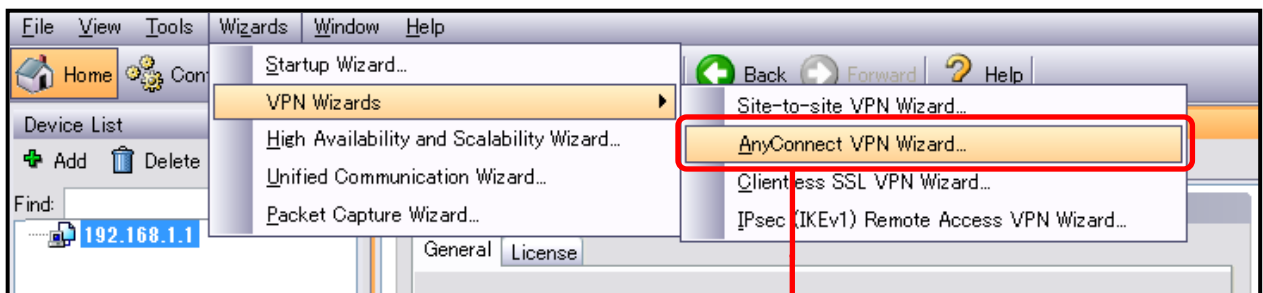 File View Tools Wizards Window Help
Home Con Back Forward Help
Startup Wizard...
VPN Wizards
High Availability and Scalability Wizard...
Unified Communication Wizard...
Packet Capture Wizard...
Site-to-site VPN Wizard...
AnyConnect VPN Wizard...
Clientless SSL VPN Wizard...
IPsec (IKEv1) Remote Access VPN Wizard...
Device List
Add Delete
Find:
192.168.1.1
General License